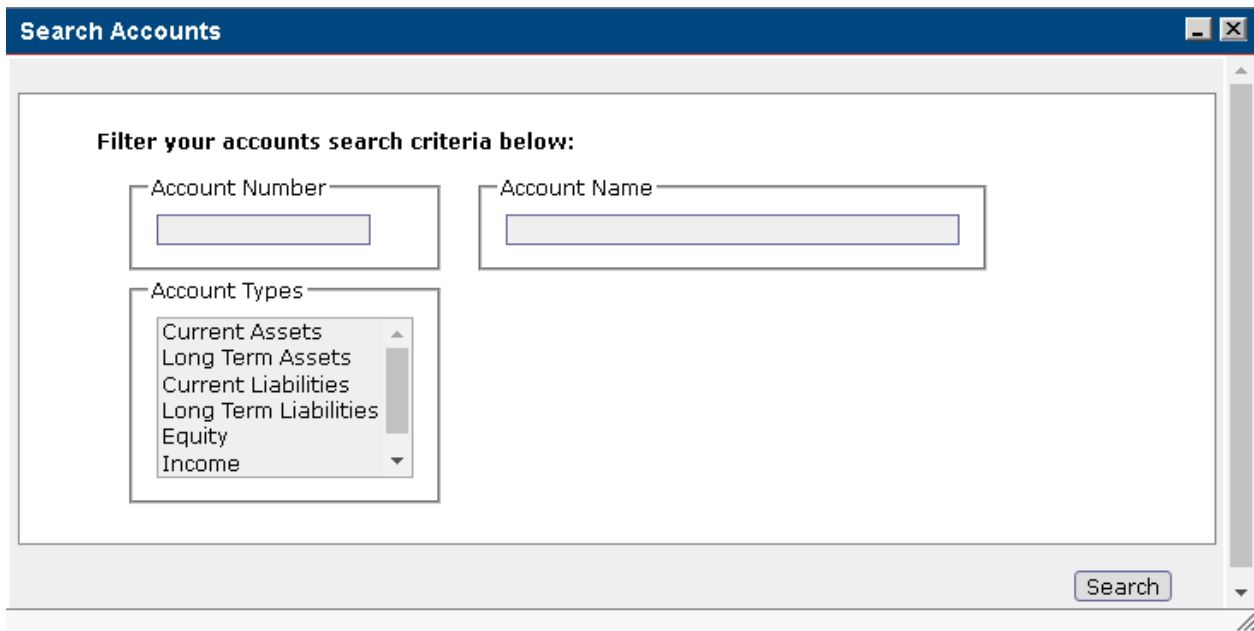 Search Accounts
Filter your accounts search criteria below:
Account Number
Account Name
Account Types
Current Assets
Long Term Assets
Current Liabilities
Long Term Liabilities
Equity
Income
Search